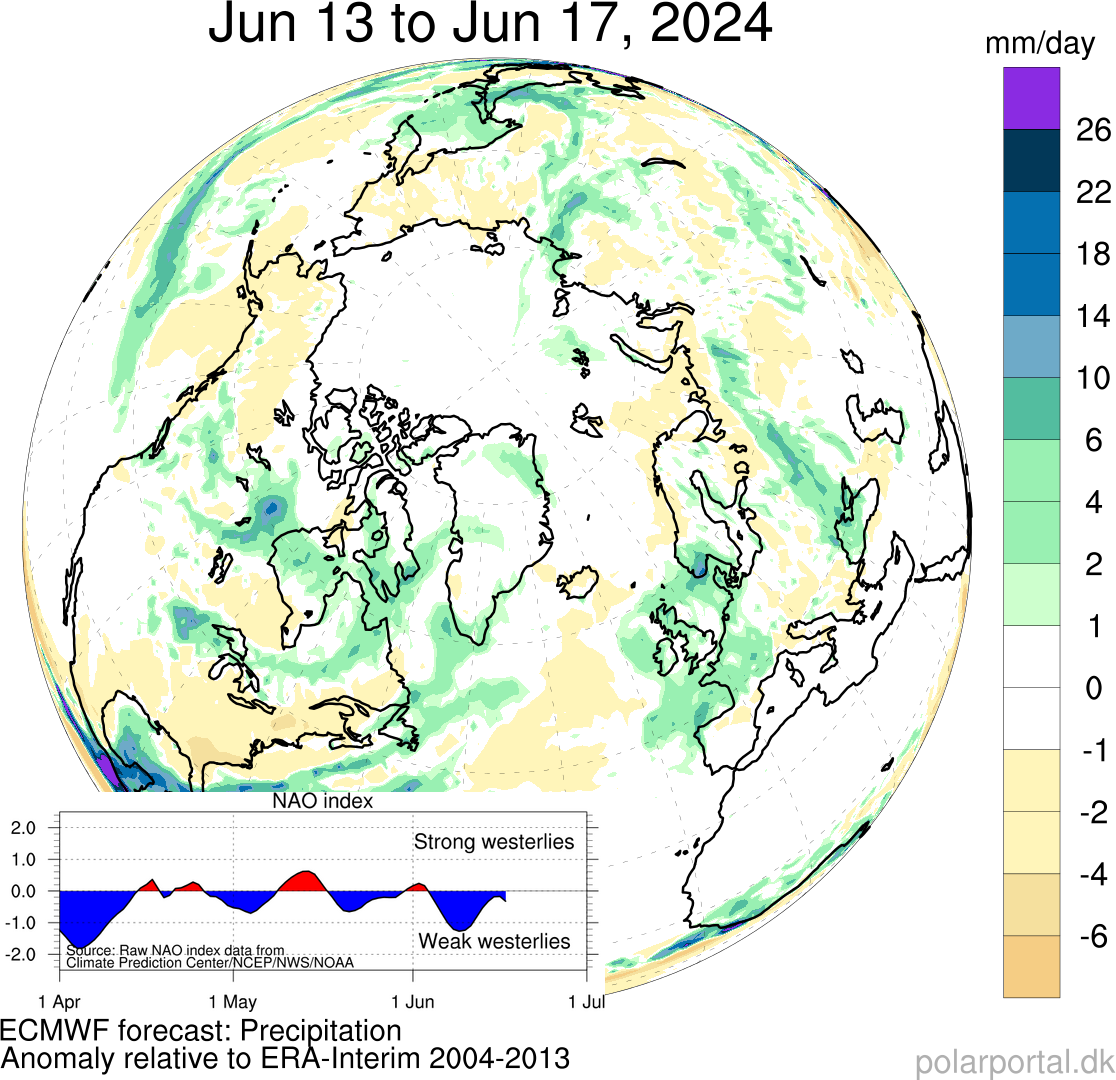 Jun 13 to Jun 17, 2024
mm/day
26
22
18
14
10
6
4
2
1
0
-1
-2
-4
-6
NAO index
2.0
1.0
0.0
-1.0
-2.0
Strong westerlies
Weak westerlies
Source: Raw NAO index data from
Climate Prediction Center/NCEP/NWS/NOAA
1 Apr
1 May
1 Jun
1 Jul
ECMWF forecast: Precipitation
Anomaly relative to ERA-Interim 2004-2013
polarportal.dk